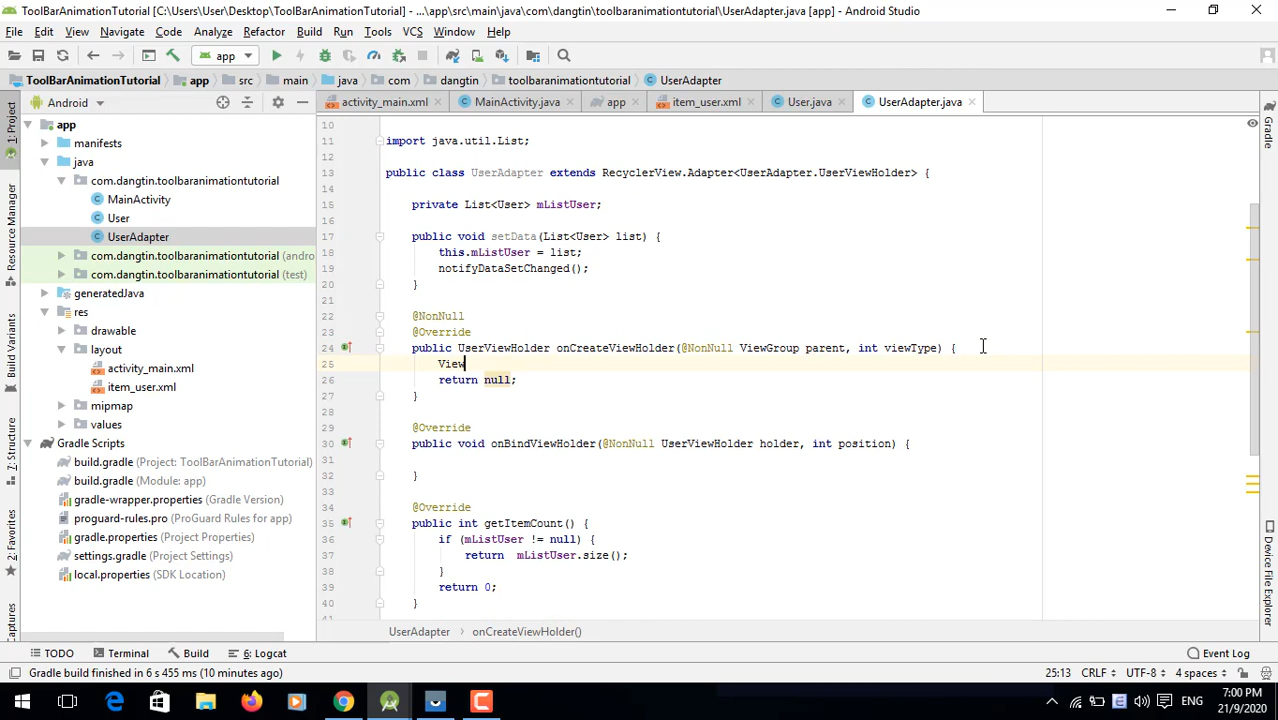 ToolBarAnimationTutorial [C:\Users\User\Desktop\ToolBarAnimationTutorial] - ...\app\src\main\java\com\dangtin\toolbaranimationtutorial\UserAdapter.java [app] - Android Studio
File Edit View Navigate Code Analyze Refactor Build Run Tools VCS Window Help
app
ToolBarAnimationTutorial app src main java com dangtin toolbaranimationtutorial UserAdapter
Android
activity_main.xml MainActivity.java app item_user.xml User.java UserAdapter.java
1: Project
Resource Manager
Build Variants
7: Structure
2: Favorites
Captures
app
manifests
java
com.dangtin.toolbaranimationtutorial
MainActivity
User
UserAdapter
com.dangtin.toolbaranimationtutorial (andro
com.dangtin.toolbaranimationtutorial (test)
generatedJava
res
drawable
layout
activity_main.xml
item_user.xml
mipmap
values
Gradle Scripts
build.gradle (Project: ToolBarAnimationTutorial)
build.gradle (Module: app)
gradle-wrapper.properties (Gradle Version)
proguard-rules.pro (ProGuard Rules for app)
gradle.properties (Project Properties)
settings.gradle (Project Settings)
local.properties (SDK Location)
10
11 import java.util.List;
12
13 public class UserAdapter extends RecyclerView.Adapter<UserAdapter.UserViewHolder> {
14
15 private List<User> mListUser;
16
17 public void setData(List<User> list) {
18 this.mListUser = list;
19 notifyDataSetChanged();
20 }
21
22 @NonNull
23 @Override
24 public UserViewHolder onCreateViewHolder(@NonNull ViewGroup parent, int viewType) {
25 View
26 return null;
27 }
28
29 @Override
30 public void onBindViewHolder(@NonNull UserViewHolder holder, int position) {
31
32 }
33
34 @Override
35 public int getItemCount() {
36 if (mListUser != null) {
37 return mListUser.size();
38 }
39 return 0;
40 }
41
UserAdapter onCreateViewHolder()
Gradle
Device File Explorer
TODO Terminal Build 6: Logcat Event Log
Gradle build finished in 6 s 455 ms (10 minutes ago) 25:13 CRLF UTF-8 4 spaces
ENG
7:00 PM
21/9/2020